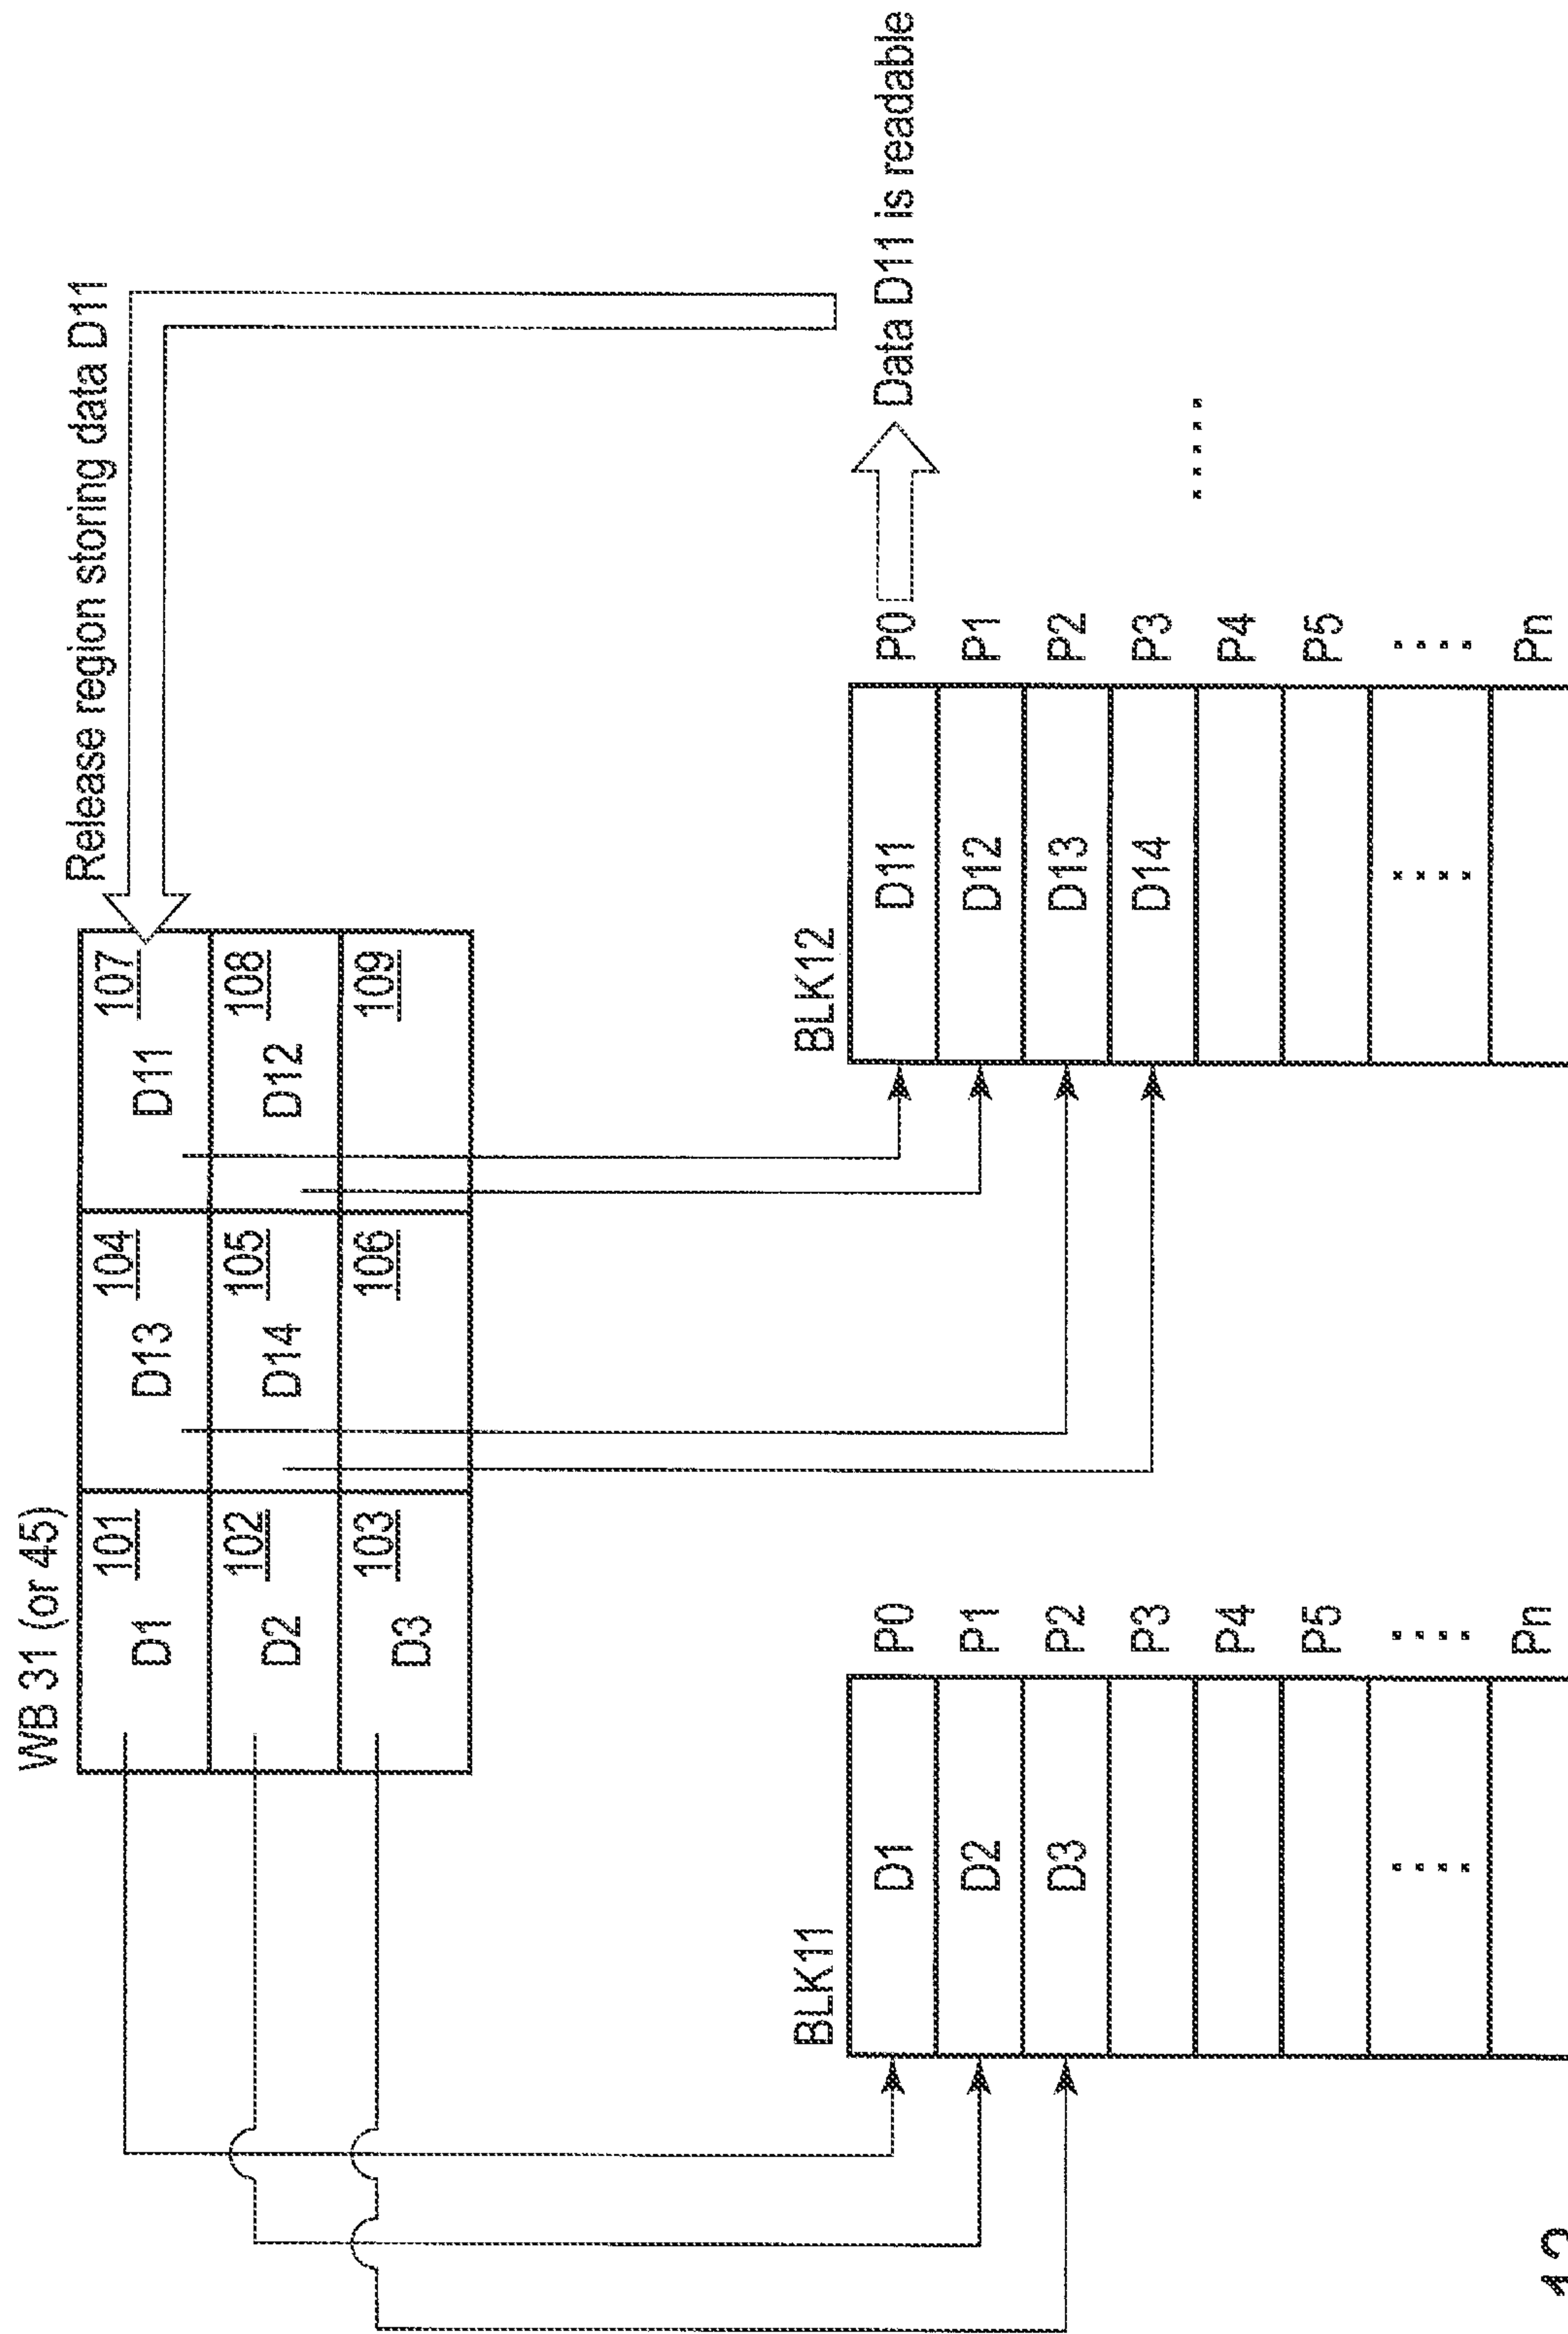 WB 31 (or 45)
Release region storing data D11
D1 101
D13 104
D11 107
D2 102
D14 105
D12 108
D3 103
106
109
BLK11
D1 P0
D2 P1
D3 P2
P3
P4
P5
Pn
BLK12
D11 P0
D12 P1
D13 P2
D14 P3
P4
P5
Pn
Data D11 is readable